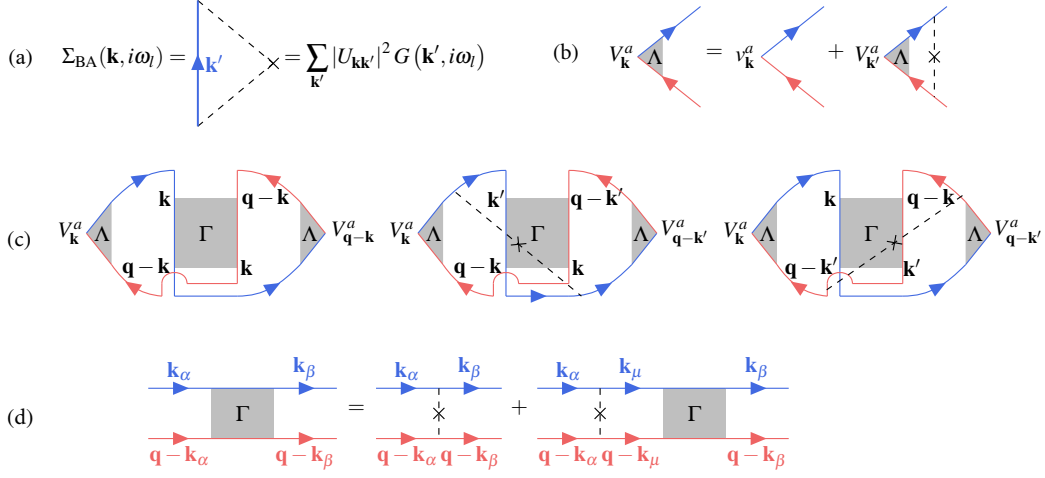 (a) Σ_BA(k, iω_l) = k′ = ∑_k′ |U_kk′|² G(k′, iω_l)
(b) V^a_k Λ = v^a_k + V^a_k′ Λ
(c) V^a_k Λ k Γ q − k q − k k Λ V^a_q−k
V^a_k Λ k′ Γ q − k′ q − k k Λ V^a_q−k′
V^a_k Λ k Γ q − k q − k′ k′ Λ V^a_q−k′
k_α k_β k_α k_β k_α k_μ k_β
(d) Γ = + Γ
q − k_α q − k_β q − k_α q − k_β q − k_α q − k_μ q − k_β